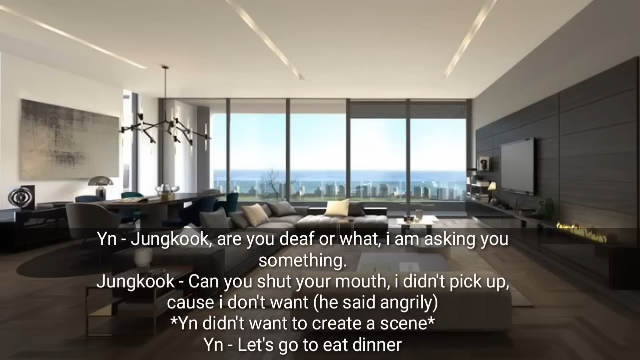 Yn - Jungkook, are you deaf or what, i am asking you
something.
Jungkook - Can you shut your mouth, i didn't pick up,
cause i don't want (he said angrily)
*Yn didn't want to create a scene*
Yn - Let's go to eat dinner